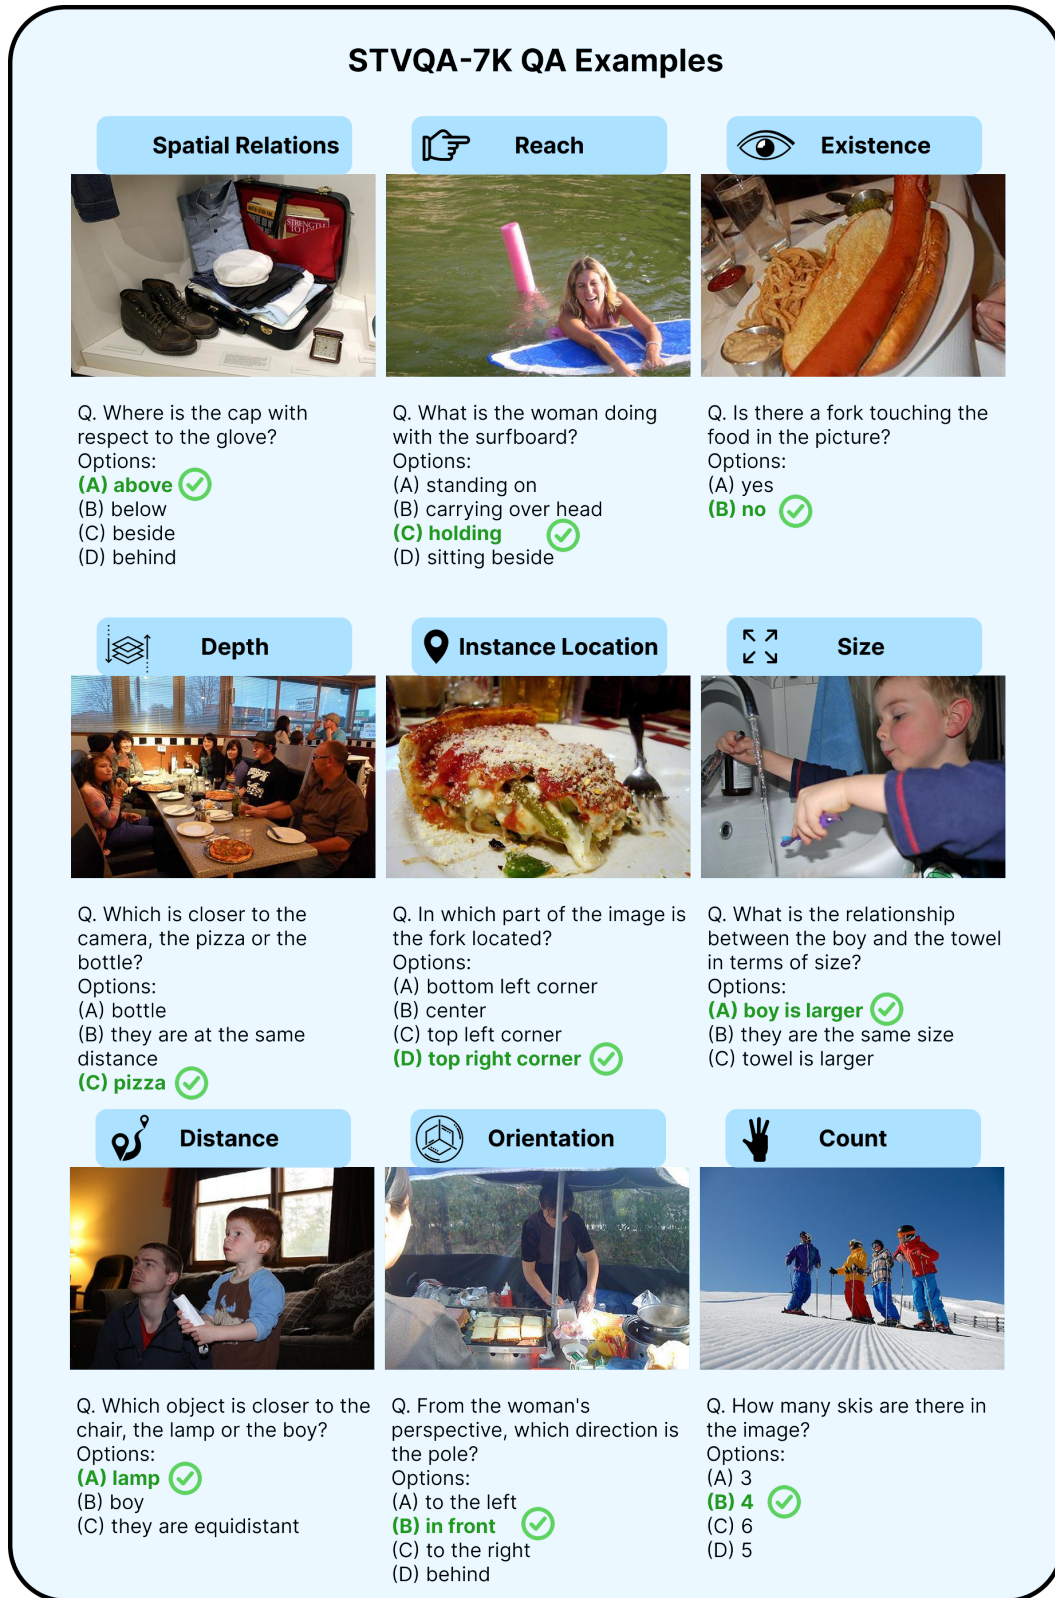 STVQA-7K QA Examples
Spatial Relations
Reach
Existence
STRENGTH
Q. Where is the cap with
respect to the glove?
Options:
(A) above
(B) below
(C) beside
(D) behind
Q. What is the woman doing
with the surfboard?
Options:
(A) standing on
(B) carrying over head
(C) holding
(D) sitting beside
Q. Is there a fork touching the
food in the picture?
Options:
(A) yes
(B) no
Depth
Instance Location
Size
Q. Which is closer to the
camera, the pizza or the
bottle?
Options:
(A) bottle
(B) they are at the same
distance
(C) pizza
Q. In which part of the image is
the fork located?
Options:
(A) bottom left corner
(B) center
(C) top left corner
(D) top right corner
Q. What is the relationship
between the boy and the towel
in terms of size?
Options:
(A) boy is larger
(B) they are the same size
(C) towel is larger
Distance
Orientation
Count
Q. Which object is closer to the
chair, the lamp or the boy?
Options:
(A) lamp
(B) boy
(C) they are equidistant
Q. From the woman's
perspective, which direction is
the pole?
Options:
(A) to the left
(B) in front
(C) to the right
(D) behind
Q. How many skis are there in
the image?
Options:
(A) 3
(B) 4
(C) 6
(D) 5